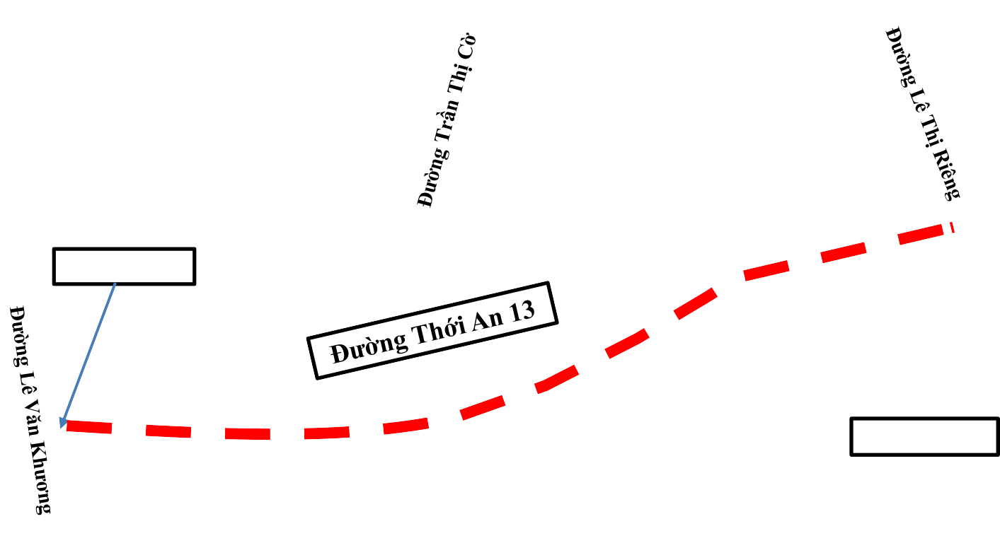 Đường Trần Thị Cờ
Đường Lê Thị Riêng
Đường Thới An 13
Đường Lê Văn Khương